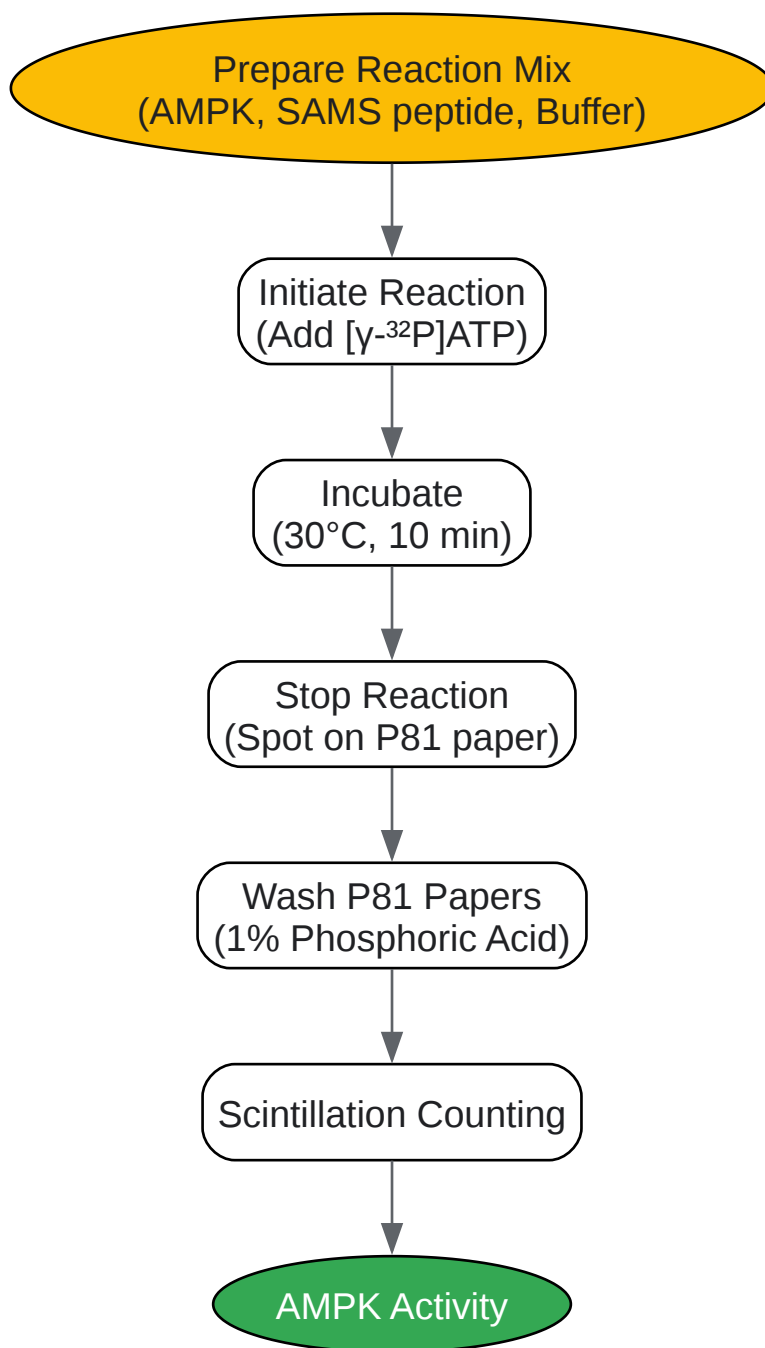 Prepare Reaction Mix
(AMPK, SAMS peptide, Buffer)
Initiate Reaction
(Add [γ-³²P]ATP)
Incubate
(30°C, 10 min)
Stop Reaction
(Spot on P81 paper)
Wash P81 Papers
(1% Phosphoric Acid)
Scintillation Counting
AMPK Activity